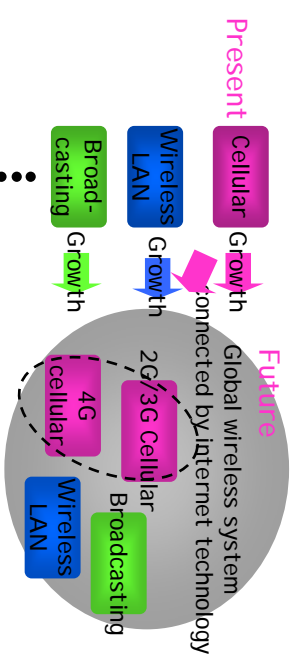 Present
Cellular
Growth
Wireless
LAN
Growth
Broad-
casting
Growth
Future
Global wireless system
connected by internet technology
2G/3G Cellular
4G
cellular
Broadcasting
Wireless
LAN